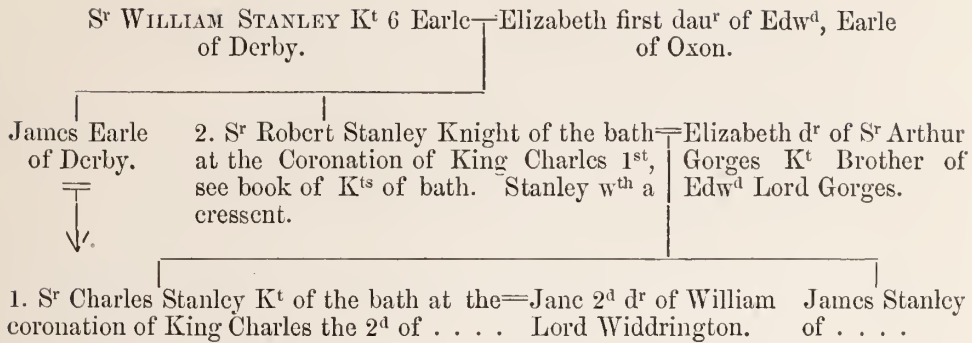 Sʳ WILLIAM STANLEY Kᵗ 6 Earle
of Derby.
Elizabeth first dauʳ of Edwᵈ, Earle
of Oxon.
James Earle
of Derby.
2. Sʳ Robert Stanley Knight of the bath
at the Coronation of King Charles 1ˢᵗ,
see book of Kᵗˢ of bath. Stanley wᵗʰ a
cressent.
Elizabeth dʳ of Sʳ Arthur
Gorges Kᵗ Brother of
Edwᵈ Lord Gorges.
1. Sʳ Charles Stanley Kᵗ of the bath at the
coronation of King Charles the 2ᵈ of . . . .
Jane 2ᵈ dʳ of William
Lord Widdrington.
James Stanley
of . . . .